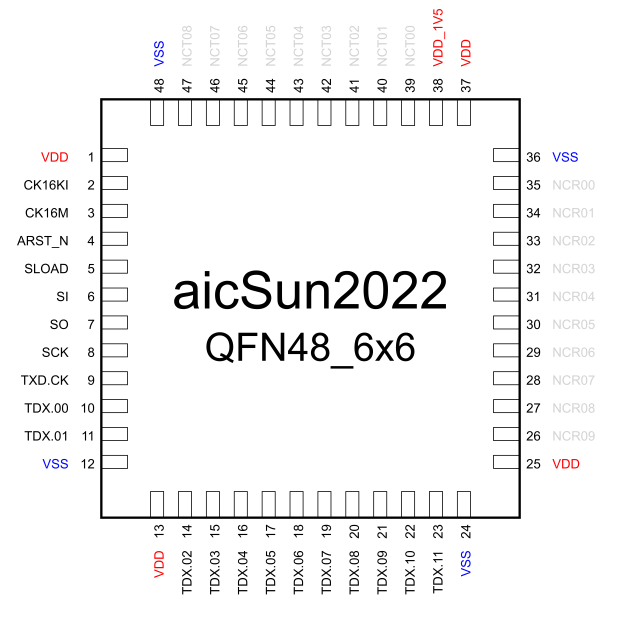 VSS NCT08 NCT07 NCT06 NCT05 NCT04 NCT03 NCT02 NCT01 NCT00 VDD_1V5 VDD
48 47 46 45 44 43 42 41 40 39 38 37
VDD 1
CK16KI 2
CK16M 3
ARST_N 4
SLOAD 5
SI 6
SO 7
SCK 8
TXD.CK 9
TDX.00 10
TDX.01 11
VSS 12
aicSun2022
QFN48_6x6
36 VSS
35 NCR00
34 NCR01
33 NCR02
32 NCR03
31 NCR04
30 NCR05
29 NCR06
28 NCR07
27 NCR08
26 NCR09
25 VDD
13 14 15 16 17 18 19 20 21 22 23 24
VDD TDX.02 TDX.03 TDX.04 TDX.05 TDX.06 TDX.07 TDX.08 TDX.09 TDX.10 TDX.11 VSS